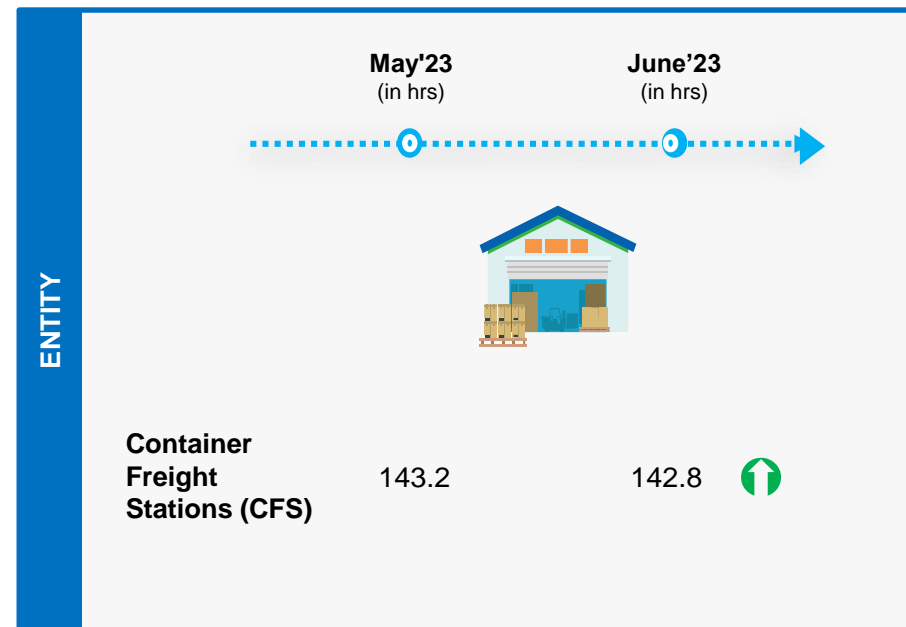 May'23
(in hrs)
June’23
(in hrs)
ENTITY
Container
Freight
Stations (CFS)
143.2
142.8